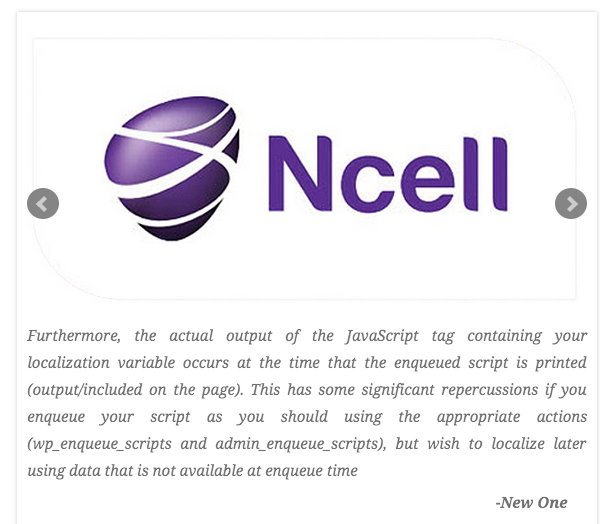 Ncell
Furthermore, the actual output of the JavaScript tag containing your
localization variable occurs at the time that the enqueued script is printed
(output/included on the page). This has some significant repercussions if you
enqueue your script as you should using the appropriate actions
(wp_enqueue_scripts and admin_enqueue_scripts), but wish to localize later
using data that is not available at enqueue time
-New One